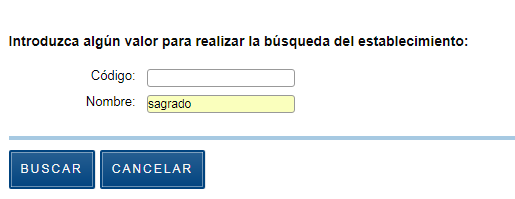 Introduzca algún valor para realizar la búsqueda del establecimiento:
Código:
Nombre: sagrado
BUSCAR CANCELAR